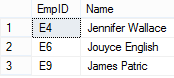 EmpID Name
1 E4 Jennifer Wallace
2 E6 Jouyce English
3 E9 James Patric